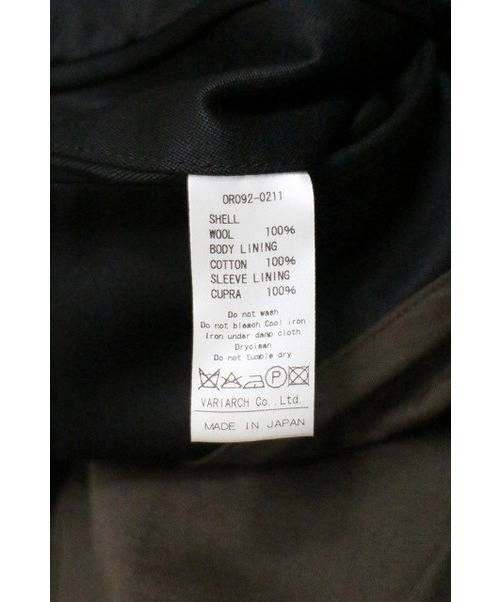 OR092-0211
SHELL
WOOL 100%
BODY LINING
COTTON 100%
SLEEVE LINING
CUPRA 100%
Do not wash
Do not bleach Cool iron
Iron under damp cloth
Dryclean
Do not tumble dry
P
VARIARCH Co., Ltd.
MADE IN JAPAN